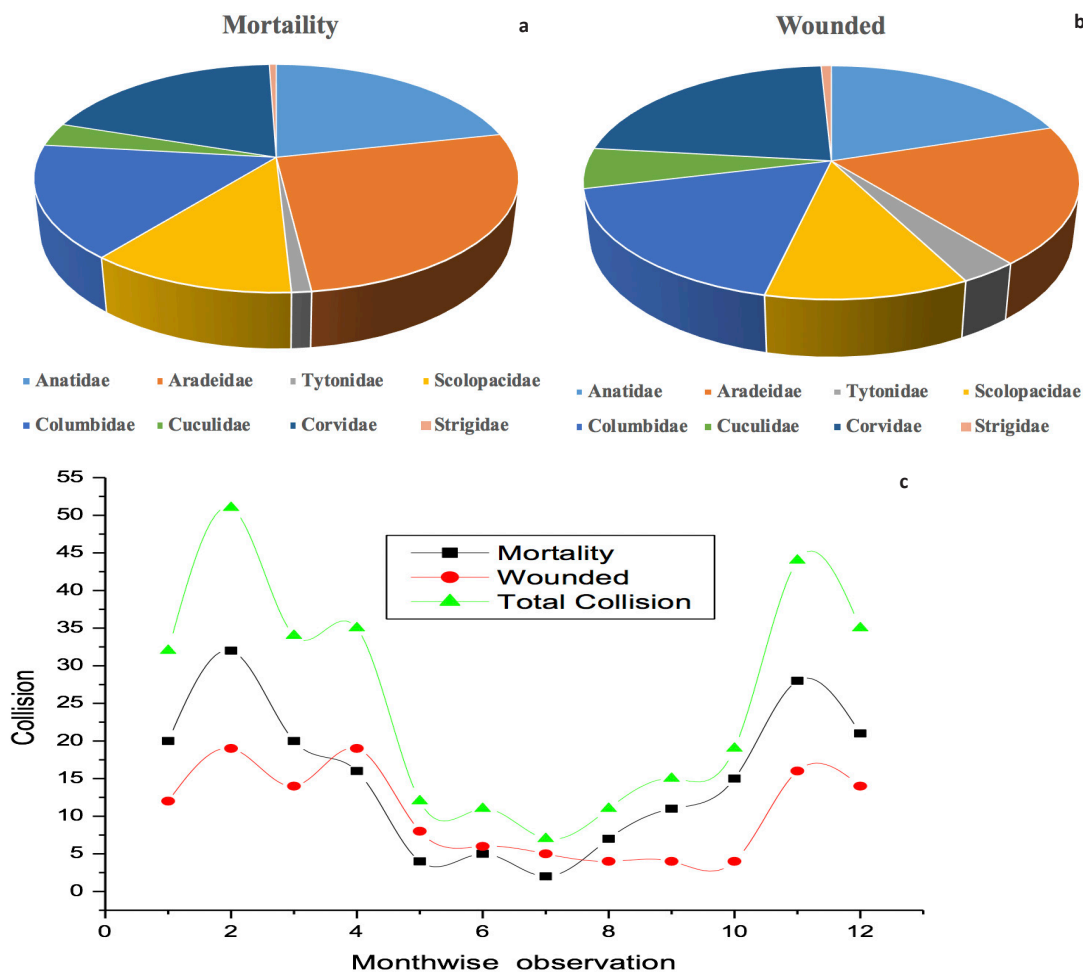 Mortaility
a
Anatidae Aradeidae Tytonidae Scolopacidae
Columbidae Cuculidae Corvidae Strigidae
Wounded
b
Anatidae Aradeidae Tytonidae Scolopacidae
Columbidae Cuculidae Corvidae Strigidae
c
Mortality
Wounded
Total Collision
Collision
55
50
45
40
35
30
25
20
15
10
5
0
0 2 4 6 8 10 12
Monthwise observation